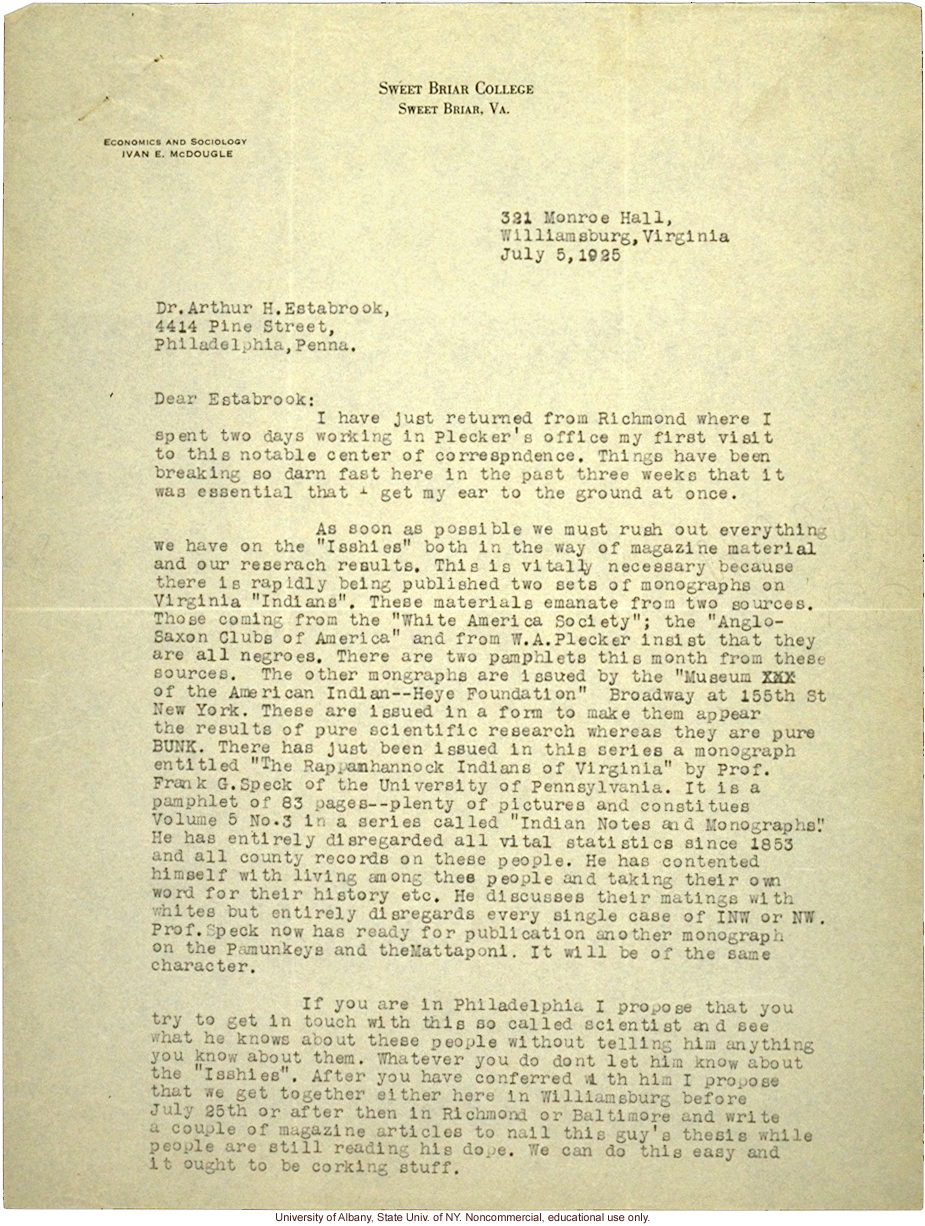 SWEET BRIAR COLLEGE
SWEET BRIAR, VA.
ECONOMICS AND SOCIOLOGY
IVAN E. McDOUGLE
321 Monroe Hall,
Williamsburg,Virginia
July 5,1925
Dr.Arthur H.Estabrook,
4414 Pine Street,
Philadelphia,Penna.
Dear Estabrook:
I have just returned from Richmond where I
spent two days working in Plecker's office my first visit
to this notable center of correspndence. Things have been
breaking so darn fast here in the past three weeks that it
was essential that I get my ear to the ground at once.
As soon as possible we must rush out everything
we have on the "Isshies" both in the way of magazine material
and our reserach results. This is vitally necessary because
there is rapidly being published two sets of monographs on
Virginia "Indians". These materials emanate from two sources.
Those coming from the "White America Society"; the "Anglo-
Saxon Clubs of America" and from W.A.Plecker insist that they
are all negroes. There are two pamphlets this month from these
sources. The other mongraphs are issued by the "Museum XXX
of the American Indian--Heye Foundation" Broadway at 155th St
New York. These are issued in a form to make them appear
the results of pure scientific research whereas they are pure
BUNK. There has just been issued in this series a monograph
entitled "The Rappanhannock Indians of Virginia" by Prof.
Frank G.Speck of the University of Pennsylvania. It is a
pamphlet of 83 pages--plenty of pictures and constitues
Volume 5 No.3 in a series called "Indian Notes and Monographs"
He has entirely disregarded all vital statistics since 1853
and all county records on these people. He has contented
himself with living among thes people and taking their own
word for their history etc. He discusses their matings with
whites but entirely disregards every single case of INW or NW.
Prof.Speck now has ready for publication another monograph
on the Pamunkeys and theMattaponi. It will be of the same
character.
If you are in Philadelphia I propose that you
try to get in touch with this so called scientist and see
what he knows about these people without telling him anything
you know about them. Whatever you do dont let him know about
the "Isshies". After you have conferred with him I propose
that we get together either here in Williamsburg before
July 25th or after then in Richmond or Baltimore and write
a couple of magazine articles to nail this guy's thesis while
people are still reading his dope. We can do this easy and
it ought to be corking stuff.
University of Albany, State Univ. of NY. Noncommercial, educational use only.